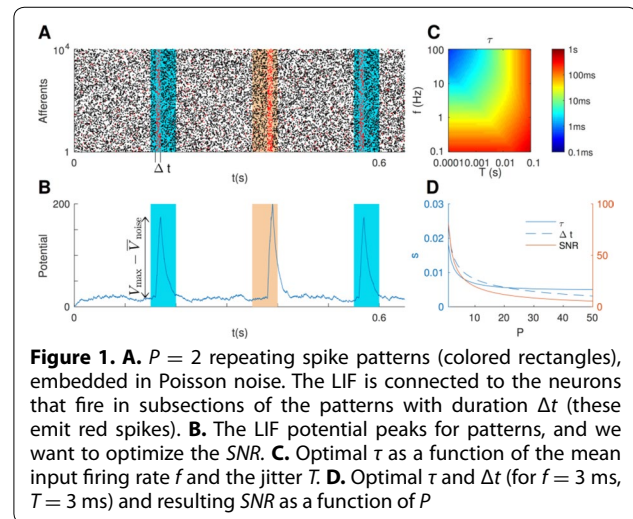 A
10^4
Afferents
1
0
Δ t
t(s)
0.6
B
200
Potential
0
V_max − V̅_noise
0
t(s)
0.6
C
τ
100
10
1
0.1
f (Hz)
0.0001 0.001 0.01 0.1
T (s)
1s
100ms
10ms
1ms
0.1ms
D
0.03
0.02
0.01
0
s
τ
Δ t
SNR
100
50
0
10 20 30 40 50
P
Figure 1. A. P = 2 repeating spike patterns (colored rectangles),
embedded in Poisson noise. The LIF is connected to the neurons
that fire in subsections of the patterns with duration Δt (these
emit red spikes). B. The LIF potential peaks for patterns, and we
want to optimize the SNR. C. Optimal τ as a function of the mean
input firing rate f and the jitter T. D. Optimal τ and Δt (for f = 3 ms,
T = 3 ms) and resulting SNR as a function of P